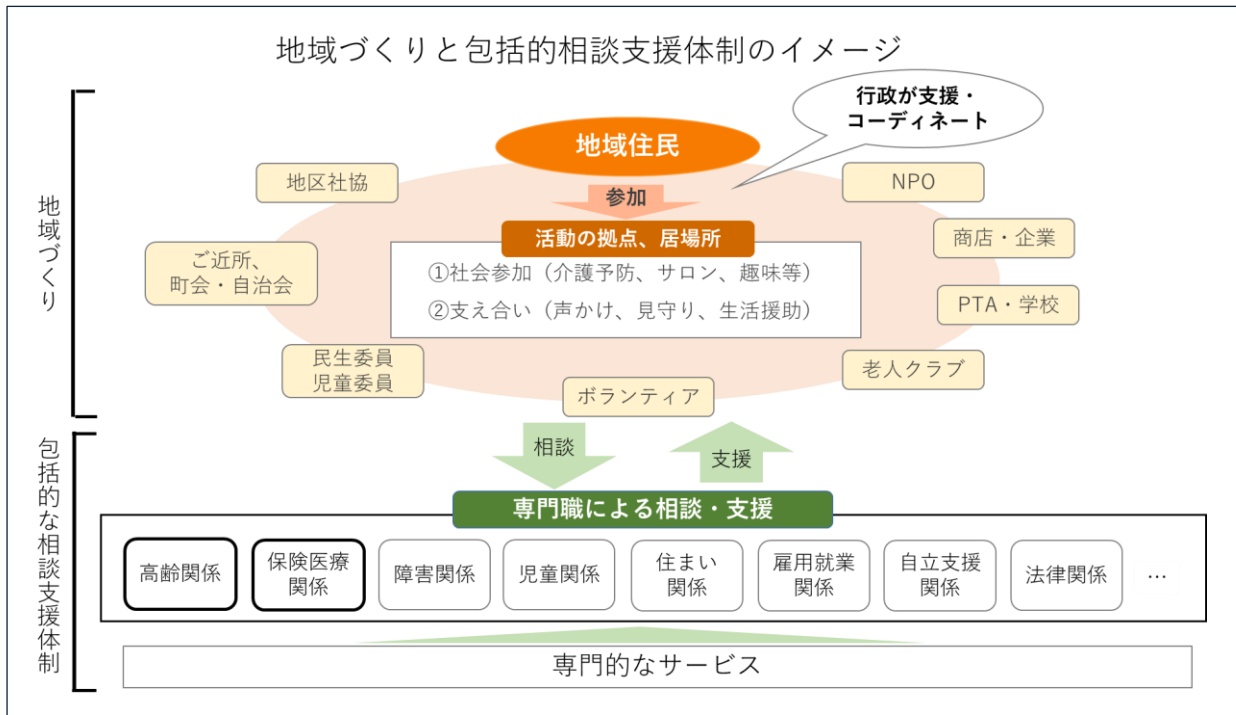 地域づくりと包括的相談支援体制のイメージ
行政が支援・
コーディネート
地域づくり
地域住民
参加
地区社協
NPO
活動の拠点、居場所
商店・企業
ご近所、
町会・自治会
①社会参加（介護予防、サロン、趣味等）
②支え合い（声かけ、見守り、生活援助）
PTA・学校
民生委員
児童委員
老人クラブ
ボランティア
包括的な相談支援体制
相談
支援
専門職による相談・支援
高齢関係
保険医療
関係
障害関係
児童関係
住まい
関係
雇用就業
関係
自立支援
関係
法律関係
…
専門的なサービス